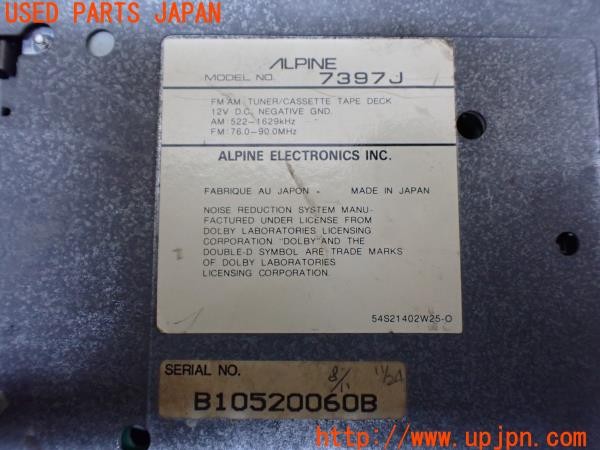 USED PARTS JAPAN
ALPINE
MODEL NO. 7397J
FM/AM TUNER/CASSETTE TAPE DECK
12V D.C. NEGATIVE GND.
AM: 522-1629kHz
FM: 76.0-90.0MHz
ALPINE ELECTRONICS INC.
FABRIQUE AU JAPON - MADE IN JAPAN
NOISE REDUCTION SYSTEM MANU-
FACTURED UNDER LICENSE FROM
DOLBY LABORATORIES LICENSING
CORPORATION "DOLBY" AND THE
DOUBLE-D SYMBOL ARE TRADE MARKS
OF DOLBY LABORATORIES
LICENSING CORPORATION.
54S21402W25-O
SERIAL NO. 8/11
B10520060B
UPJ http://www.upjpn.com/